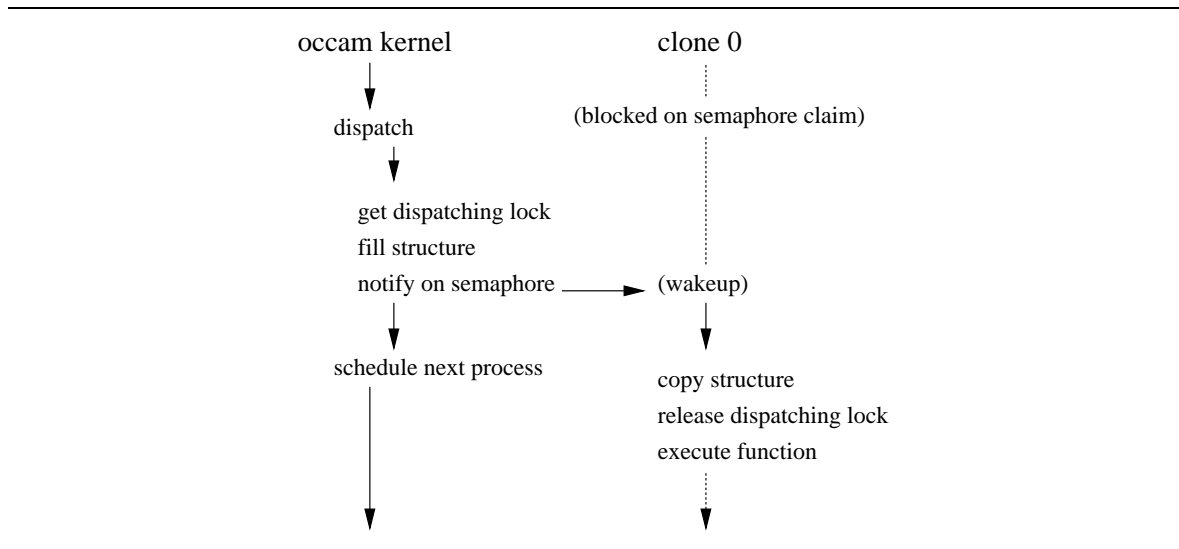 occam kernel
clone 0
dispatch
(blocked on semaphore claim)
get dispatching lock
fill structure
notify on semaphore
(wakeup)
schedule next process
copy structure
release dispatching lock
execute function